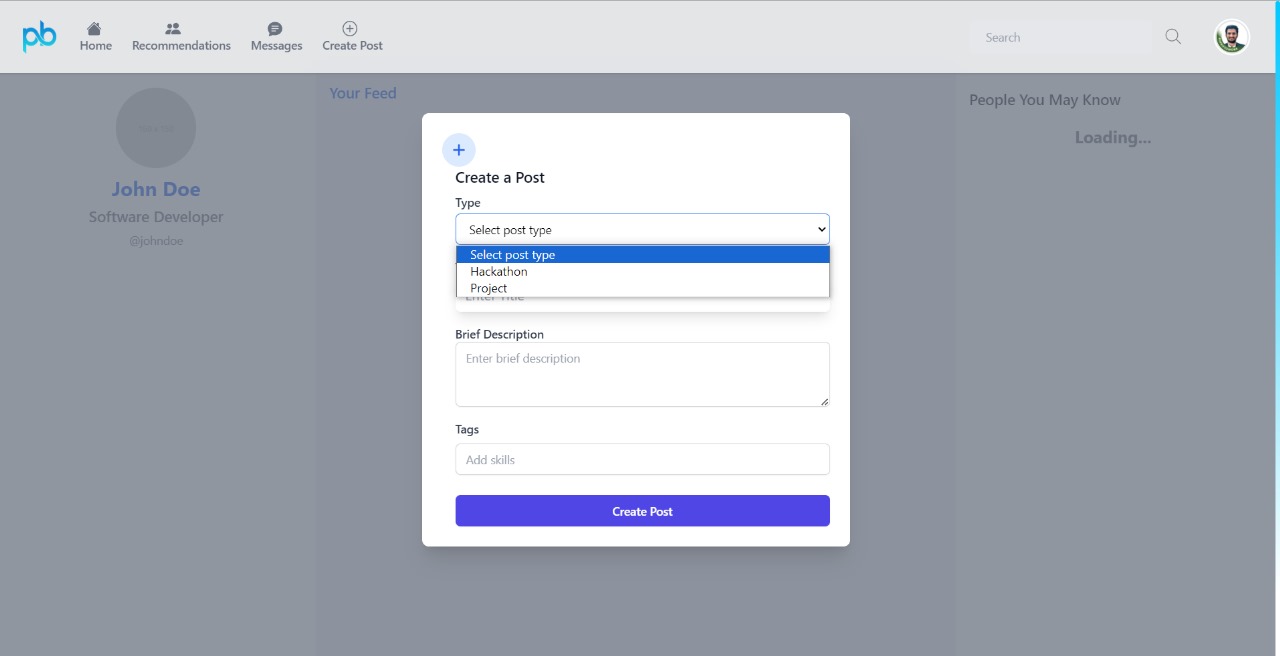 pb
Home
Recommendations
Messages
Create Post
Search
Your Feed
People You May Know
Loading...
John Doe
Software Developer
@johndoe
Create a Post
Type
Select post type
Select post type
Hackathon
Project
Enter Title
Brief Description
Enter brief description
Tags
Add skills
Create Post